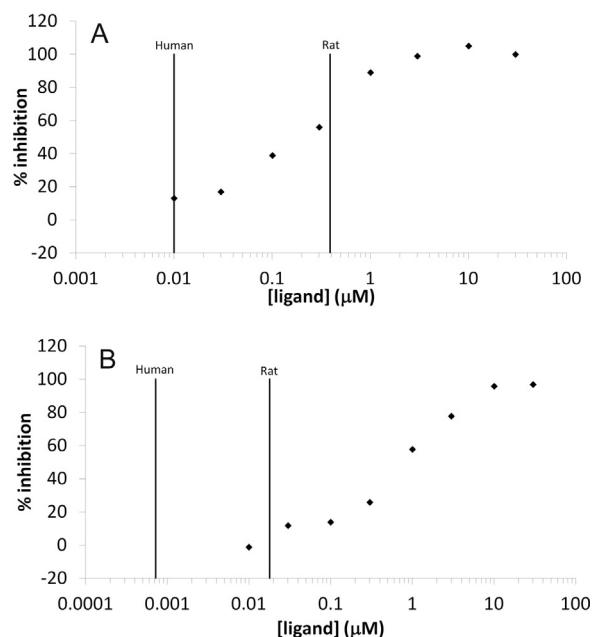 A
Human
Rat
120
100
80
60
40
20
0
-20
% inhibition
0.001
0.01
0.1
1
10
100
[ligand] (μM)
B
Human
Rat
120
100
80
60
40
20
0
-20
% inhibition
0.0001
0.001
0.01
0.1
1
10
100
[ligand] (μM)